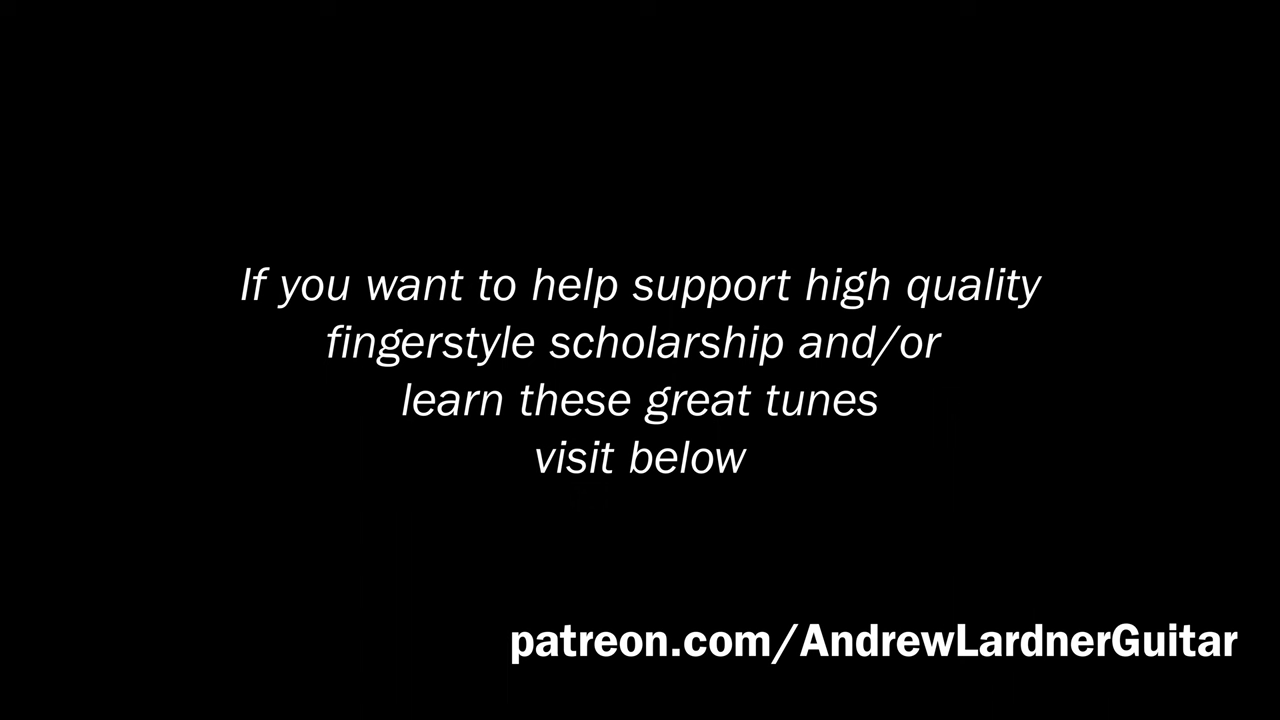 If you want to help support high quality
fingerstyle scholarship and/or
learn these great tunes
visit below
patreon.com/AndrewLardnerGuitar